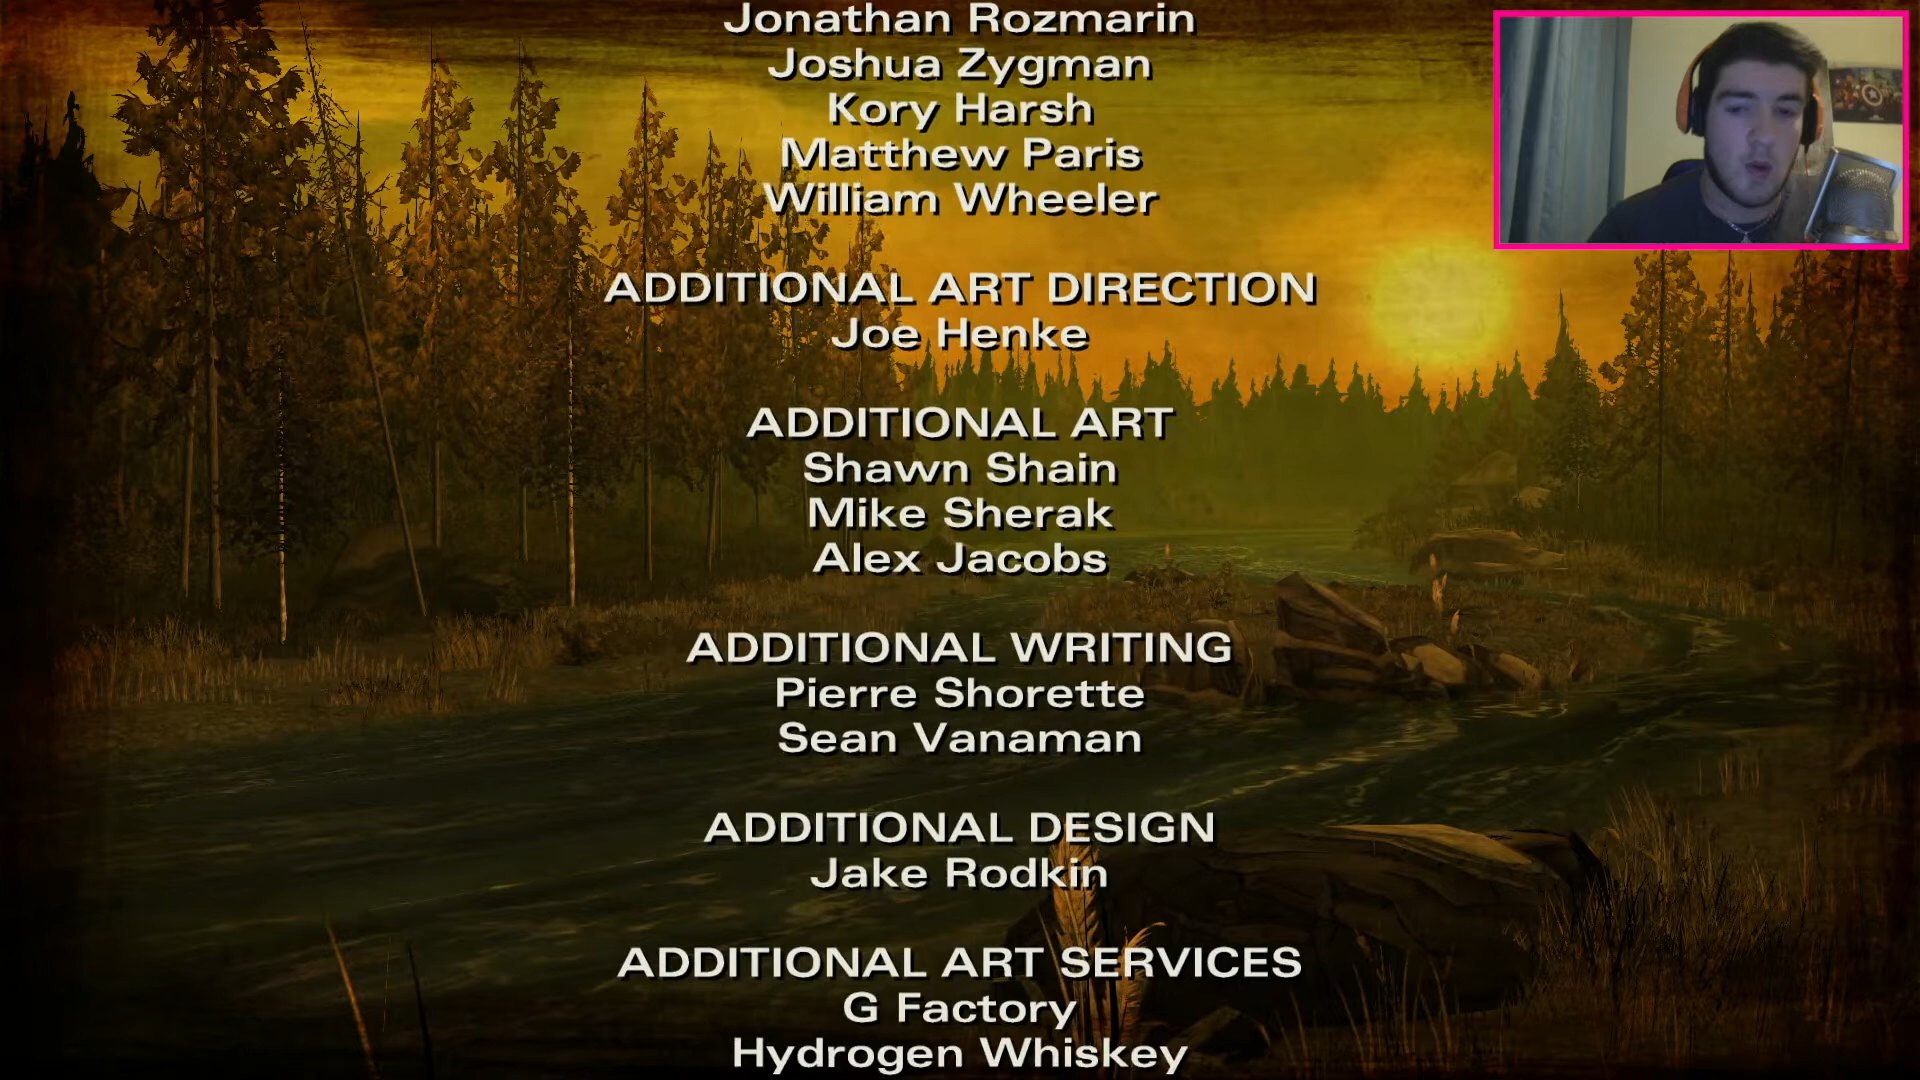 Jonathan Rozmarin
Joshua Zygman
Kory Harsh
Matthew Paris
William Wheeler
ADDITIONAL ART DIRECTION
Joe Henke
ADDITIONAL ART
Shawn Shain
Mike Sherak
Alex Jacobs
ADDITIONAL WRITING
Pierre Shorette
Sean Vanaman
ADDITIONAL DESIGN
Jake Rodkin
ADDITIONAL ART SERVICES
G Factory
Hydrogen Whiskey